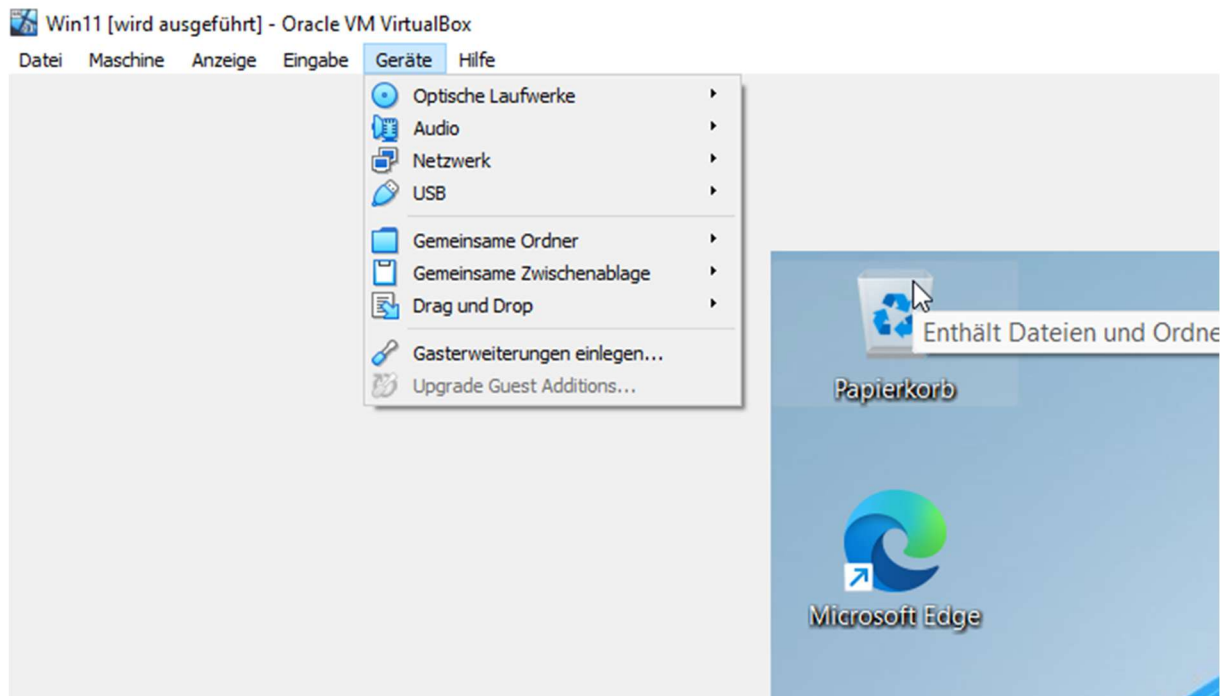 Win11 [wird ausgeführt] - Oracle VM VirtualBox
Datei Maschine Anzeige Eingabe Geräte Hilfe
Optische Laufwerke
Audio
Netzwerk
USB
Gemeinsame Ordner
Gemeinsame Zwischenablage
Drag und Drop
Gasterweiterungen einlegen...
Upgrade Guest Additions...
Enthält Dateien und Ordne
Papierkorb
Microsoft Edge